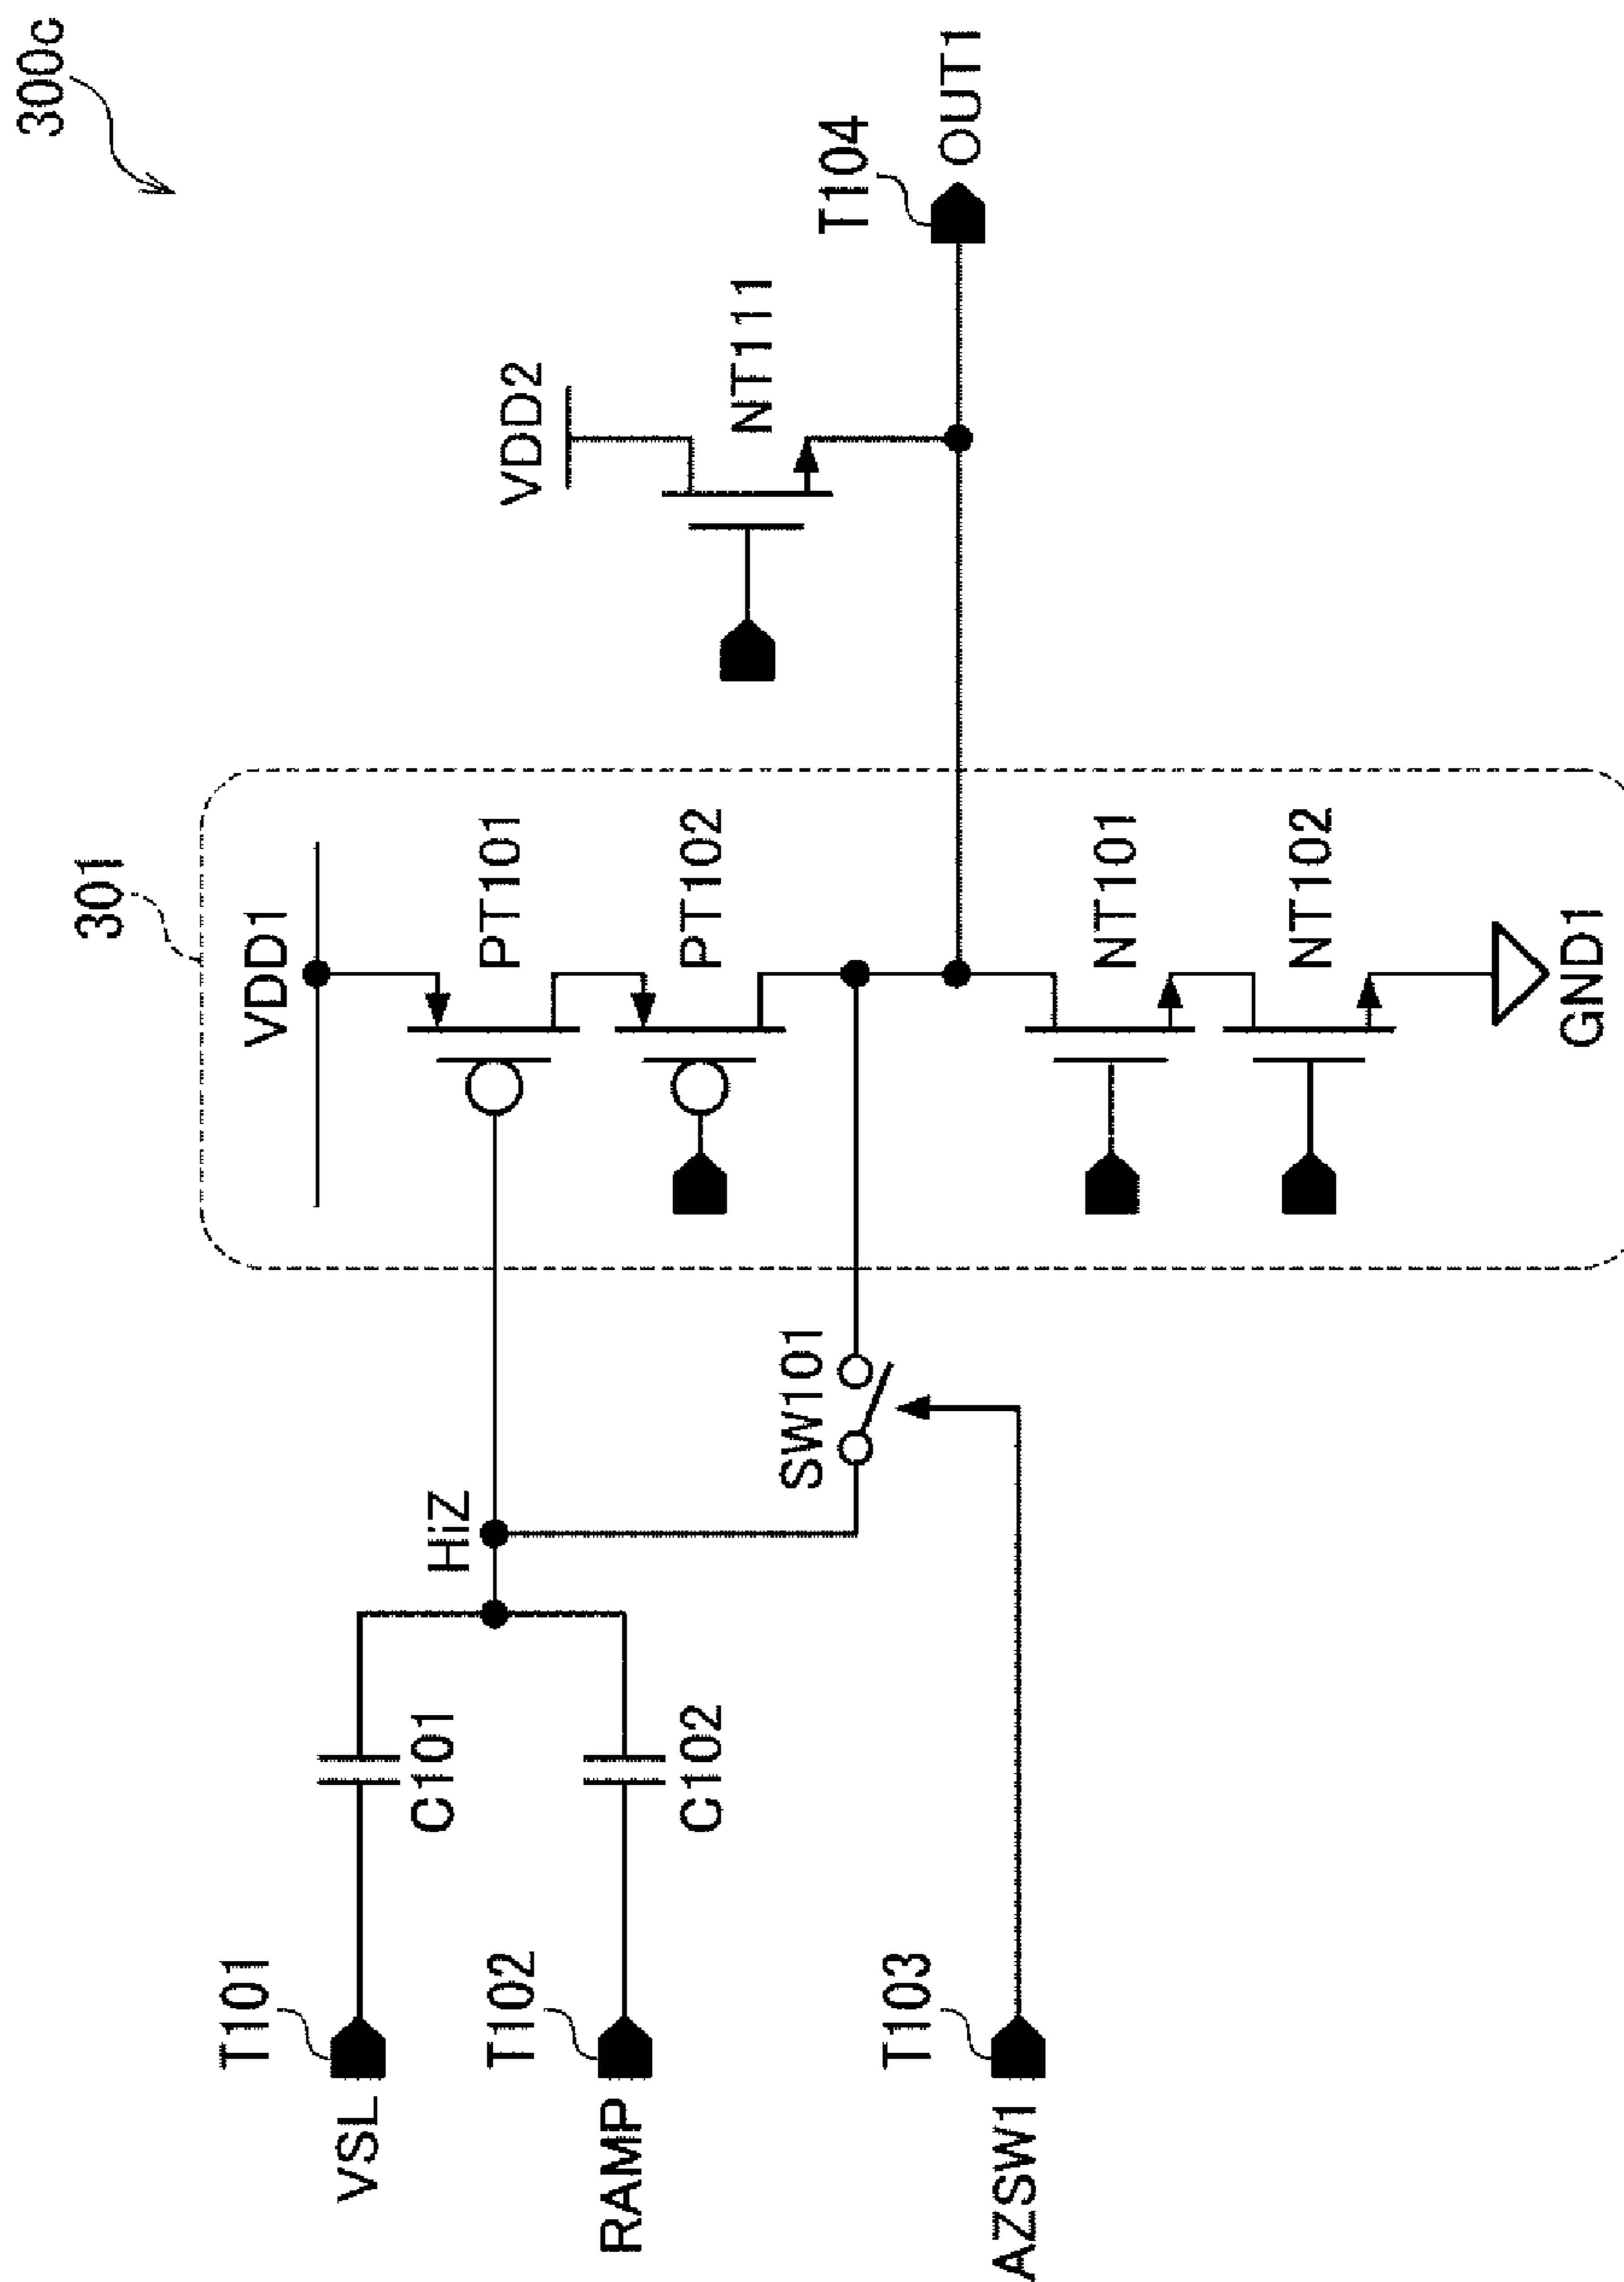 300c
301
VDD1
PT101
PT102
VDD2
NT111
T104
OUT1
HiZ
SW101
NT101
NT102
GND1
T101
VSL
C101
T102
RAMP
C102
T103
AZSW1